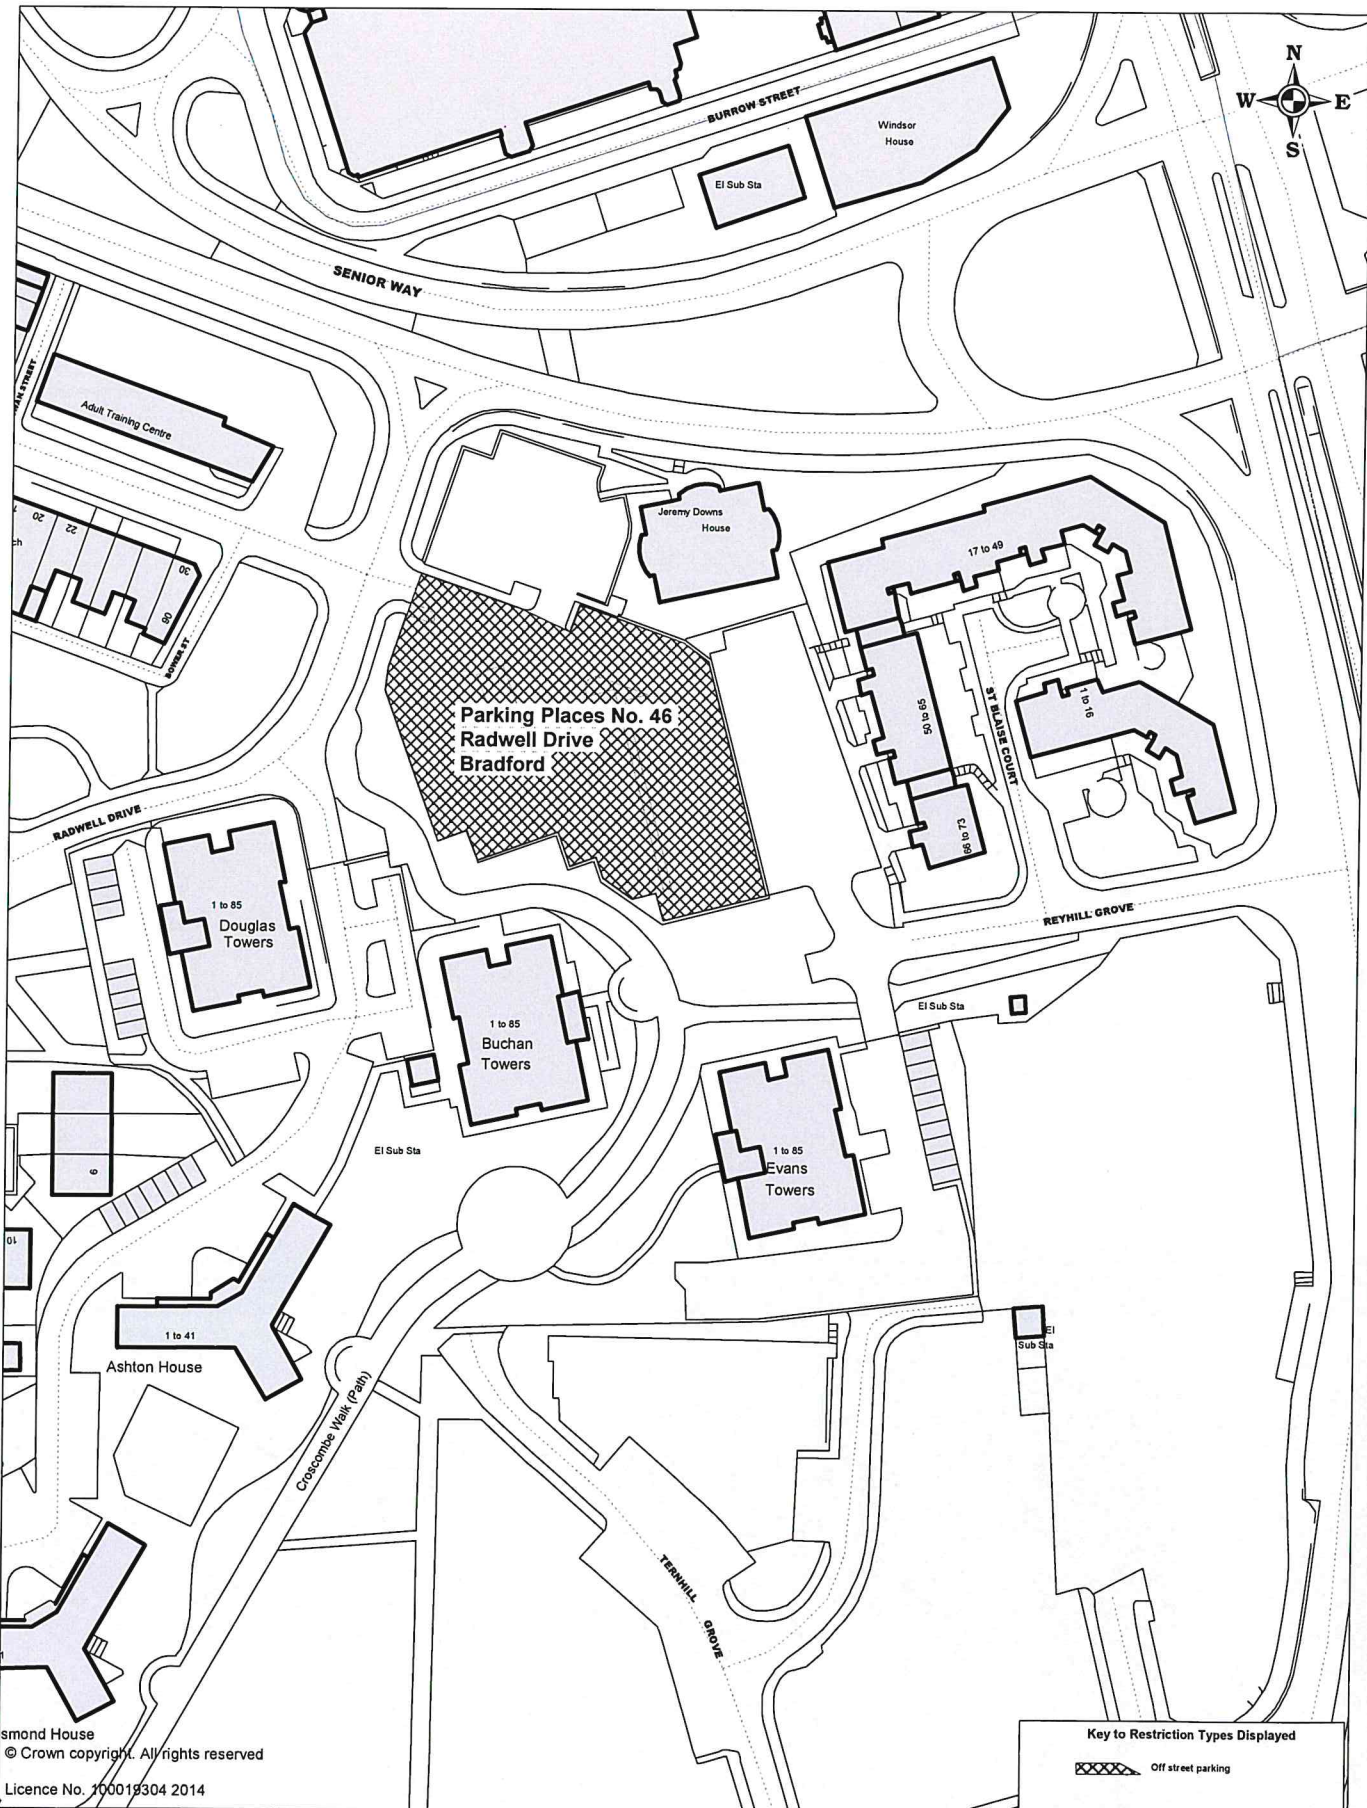 N
W E
S
BURROW STREET
Windsor
House
El Sub Sta
SENIOR WAY
Adult Training Centre
Jeremy Downs
House
17 to 49
20
22
30
90
BOWER ST
50 to 65
ST BLAISE COURT
1 to 16
66 to 73
Parking Places No. 46
Radwell Drive
Bradford
RADWELL DRIVE
1 to 85
Douglas
Towers
REYHILL GROVE
El Sub Sta
1 to 85
Buchan
Towers
El Sub Sta
1 to 85
Evans
Towers
9
10
1 to 41
Ashton House
El
Sub Sta
Croscombe Walk (Path)
TERNHILL GROVE
smond House
© Crown copyright. All rights reserved
Licence No. 100019304 2014
Key to Restriction Types Displayed
Off street parking